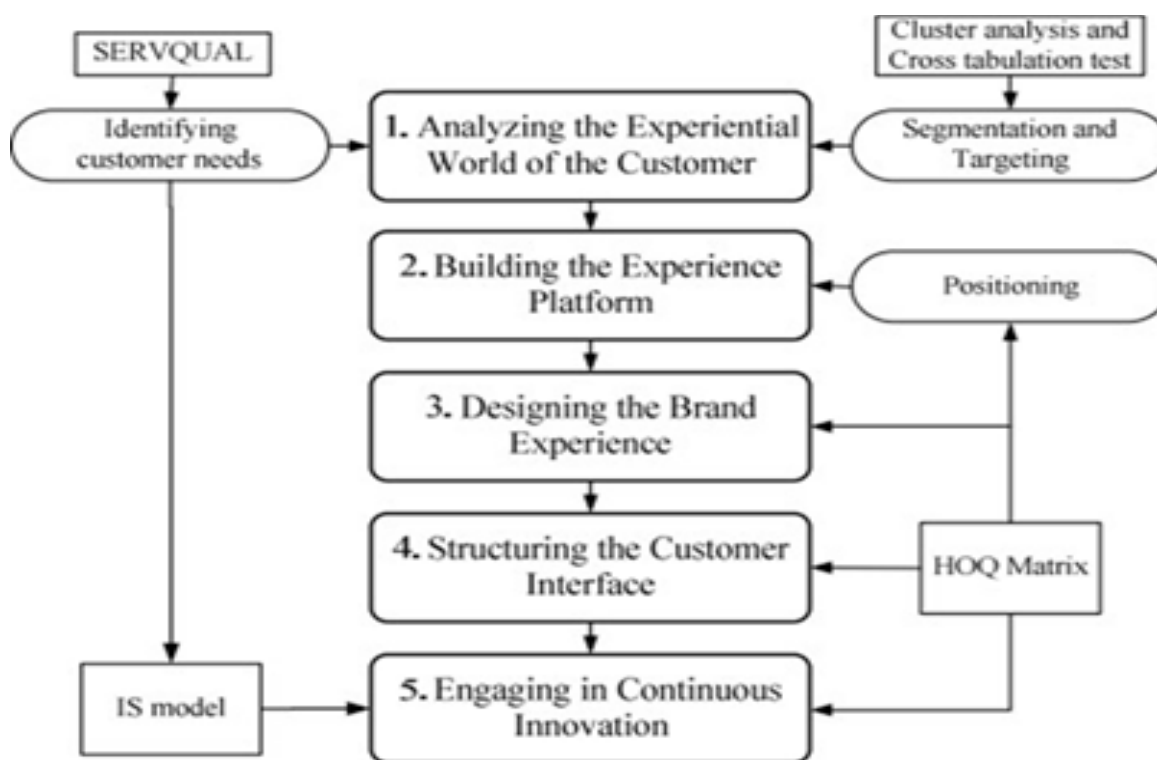 SERVQUAL
Cluster analysis and
Cross tabulation test
Identifying
customer needs
1. Analyzing the Experiential
World of the Customer
Segmentation and
Targeting
2. Building the Experience
Platform
Positioning
3. Designing the Brand
Experience
4. Structuring the Customer
Interface
HOQ Matrix
IS model
5. Engaging in Continuous
Innovation